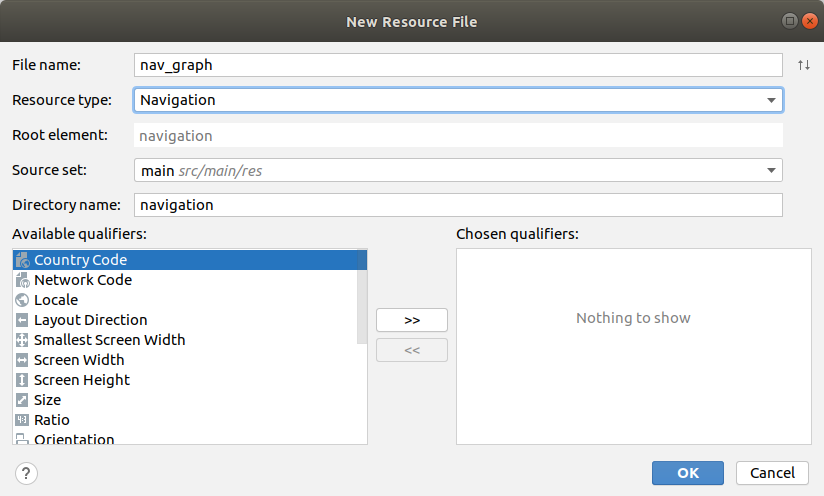 New Resource File
File name: nav_graph
Resource type: Navigation
Root element: navigation
Source set: main src/main/res
Directory name: navigation
Available qualifiers:
Country Code
Network Code
Locale
Layout Direction
Smallest Screen Width
Screen Width
Screen Height
Size
4:3 Ratio
Orientation
>>
<<
Chosen qualifiers:
Nothing to show
?
OK
Cancel